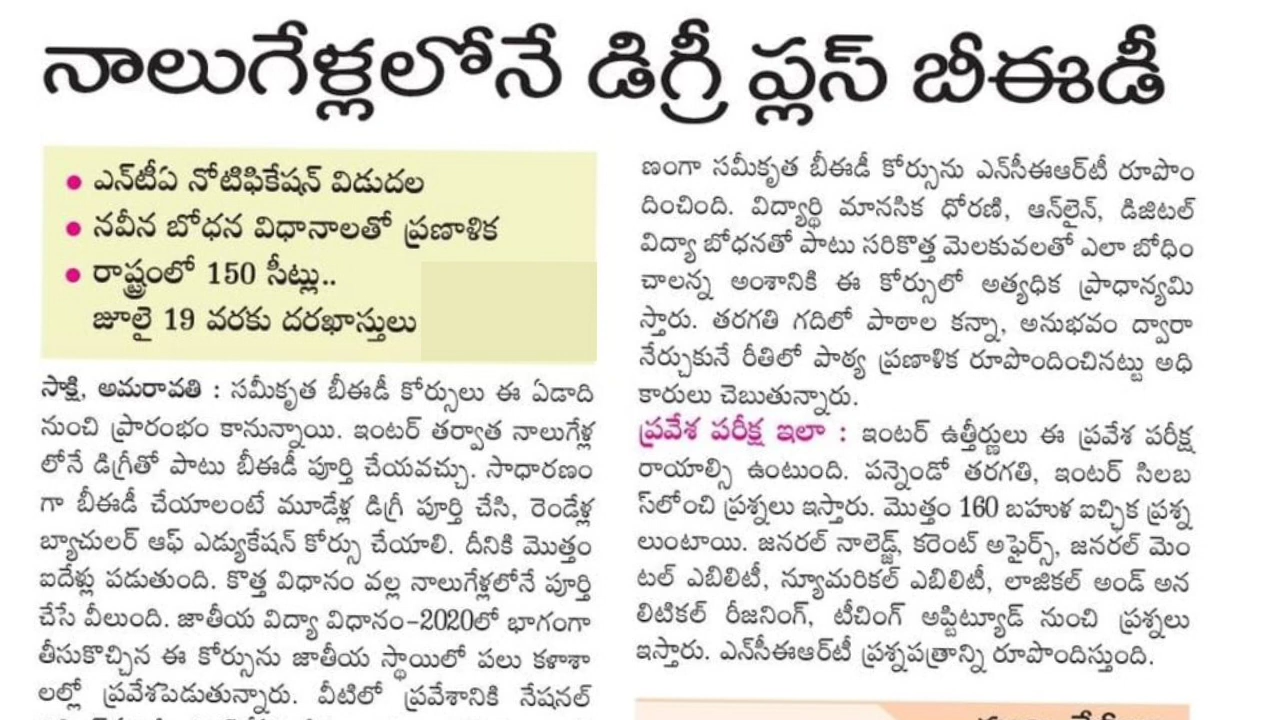 నాలుగేళ్లలోనే డిగ్రీ ప్లస్ బీఈడీ
● ఎన్‌టీఏ నోటిఫికేషన్ విడుదల
● నవీన బోధన విధానాలతో ప్రణాళిక
● రాష్ట్రంలో 150 సీట్లు..
జూలై 19 వరకు దరఖాస్తులు
సాక్షి, అమరావతి : సమీకృత బీఈడీ కోర్సులు ఈ ఏడాది
నుంచి ప్రారంభం కానున్నాయి. ఇంటర్ తర్వాత నాలుగేళ్ల
లోనే డిగ్రీతో పాటు బీఈడీ పూర్తి చేయవచ్చు. సాధారణం
గా బీఈడీ చేయాలంటే మూడేళ్ల డిగ్రీ పూర్తి చేసి, రెండేళ్ల
బ్యాచులర్ ఆఫ్ ఎడ్యుకేషన్ కోర్సు చేయాలి. దీనికి మొత్తం
ఐదేళ్లు పడుతుంది. కొత్త విధానం వల్ల నాలుగేళ్లలోనే పూర్తి
చేసే వీలుంది. జాతీయ విద్యా విధానం–2020లో భాగంగా
తీసుకొచ్చిన ఈ కోర్సును జాతీయ స్థాయిలో పలు కళాశా
లల్లో ప్రవేశపెడుతున్నారు. వీటిలో ప్రవేశానికి నేషనల్
ణంగా సమీకృత బీఈడీ కోర్సును ఎన్‌సీఈఆర్‌టీ రూపొం
దించింది. విద్యార్థి మానసిక ధోరణి, ఆన్‌లైన్, డిజిటల్
విద్యా బోధనతో పాటు సరికొత్త మెలకువలతో ఎలా బోధిం
చాలన్న అంశానికి ఈ కోర్సులో అత్యధిక ప్రాధాన్యమి
స్తారు. తరగతి గదిలో పాఠాల కన్నా, అనుభవం ద్వారా
నేర్చుకునే రీతిలో పాఠ్య ప్రణాళిక రూపొందించినట్టు అధి
కారులు చెబుతున్నారు.
ప్రవేశ పరీక్ష ఇలా : ఇంటర్ ఉత్తీర్ణులు ఈ ప్రవేశ పరీక్ష
రాయాల్సి ఉంటుంది. పన్నెండో తరగతి, ఇంటర్ సిలబ
స్‌లోంచి ప్రశ్నలు ఇస్తారు. మొత్తం 160 బహుళ ఐచ్ఛిక ప్రశ్న
లుంటాయి. జనరల్ నాలెడ్జ్, కరెంట్ అఫైర్స్, జనరల్ మెం
టల్ ఎబిలిటీ, న్యూమరికల్ ఎబిలిటీ, లాజికల్ అండ్ అన
లిటికల్ రీజనింగ్, టీచింగ్ అప్టిట్యూడ్ నుంచి ప్రశ్నలు
ఇస్తారు. ఎన్‌సీఈఆర్‌టీ ప్రశ్నపత్రాన్ని రూపొందిస్తుంది.